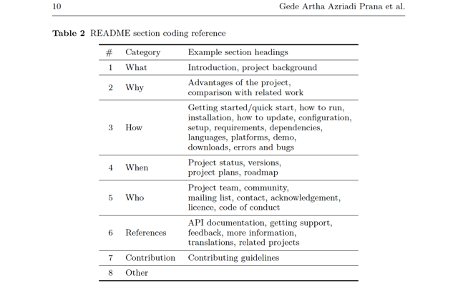 10 Gede Artha Azriadi Prana et al.
Table 2 README section coding reference
# Category Example section headings
1 What Introduction, project background
2 Why Advantages of the project,
comparison with related work
3 How Getting started/quick start, how to run,
installation, how to update, configuration,
setup, requirements, dependencies,
languages, platforms, demo,
downloads, errors and bugs
4 When Project status, versions,
project plans, roadmap
5 Who Project team, community,
mailing list, contact, acknowledgement,
licence, code of conduct
6 References API documentation, getting support,
feedback, more information,
translations, related projects
7 Contribution Contributing guidelines
8 Other